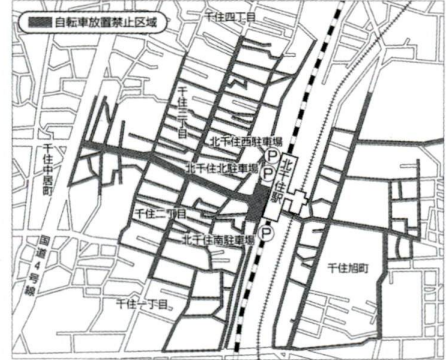 自転車放置禁止区域
千住四丁目
千住三丁目
北千住西駐車場
P
北千住北駐車場
P
北千住駅
千住中居町
千住二丁目
北千住南駐車場
P
国道4号線
千住旭町
千住一丁目